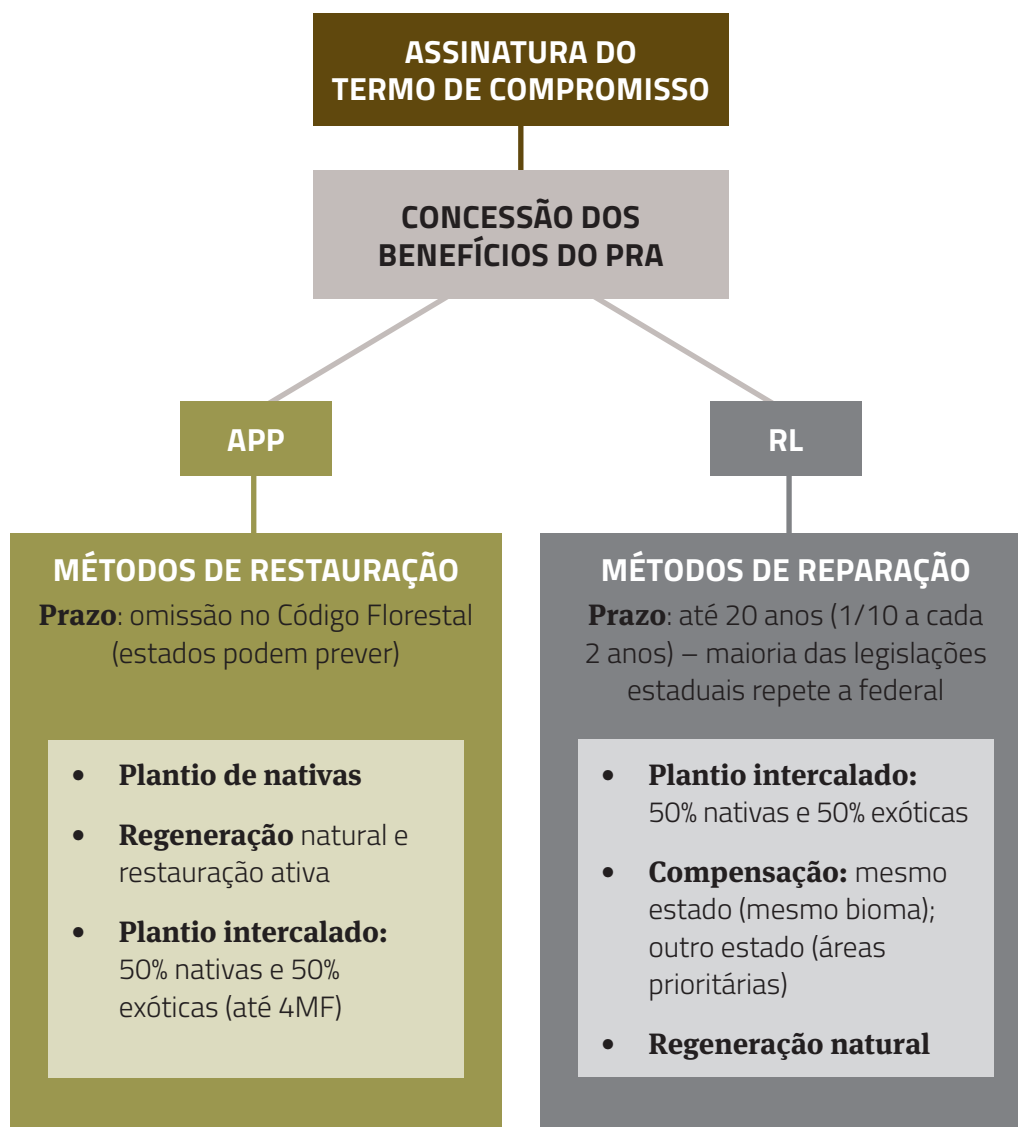 ASSINATURA DO
TERMO DE COMPROMISSO
CONCESSÃO DOS
BENEFÍCIOS DO PRA
APP
MÉTODOS DE RESTAURAÇÃO
Prazo: omissão no Código Florestal
(estados podem prever)
• Plantio de nativas
• Regeneração natural e
restauração ativa
• Plantio intercalado:
50% nativas e 50%
exóticas (até 4MF)
RL
MÉTODOS DE REPARAÇÃO
Prazo: até 20 anos (1/10 a cada
2 anos) – maioria das legislações
estaduais repete a federal
• Plantio intercalado:
50% nativas e 50% exóticas
• Compensação: mesmo
estado (mesmo bioma);
outro estado (áreas
prioritárias)
• Regeneração natural